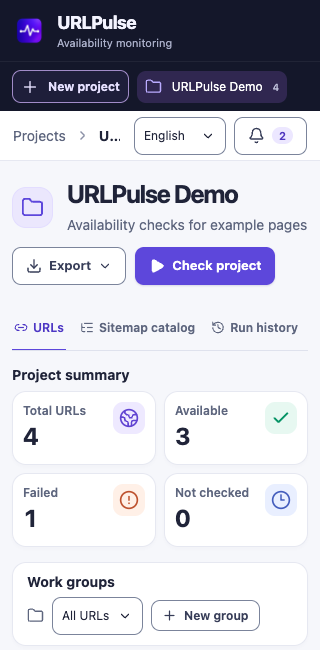 URLPulse
Availability monitoring
New project
URLPulse Demo 4
Projects > U... English 2
URLPulse Demo
Availability checks for example pages
Export Check project
URLs Sitemap catalog Run history
Project summary
Total URLs Available
4 3
Failed Not checked
1 0
Work groups
All URLs New group